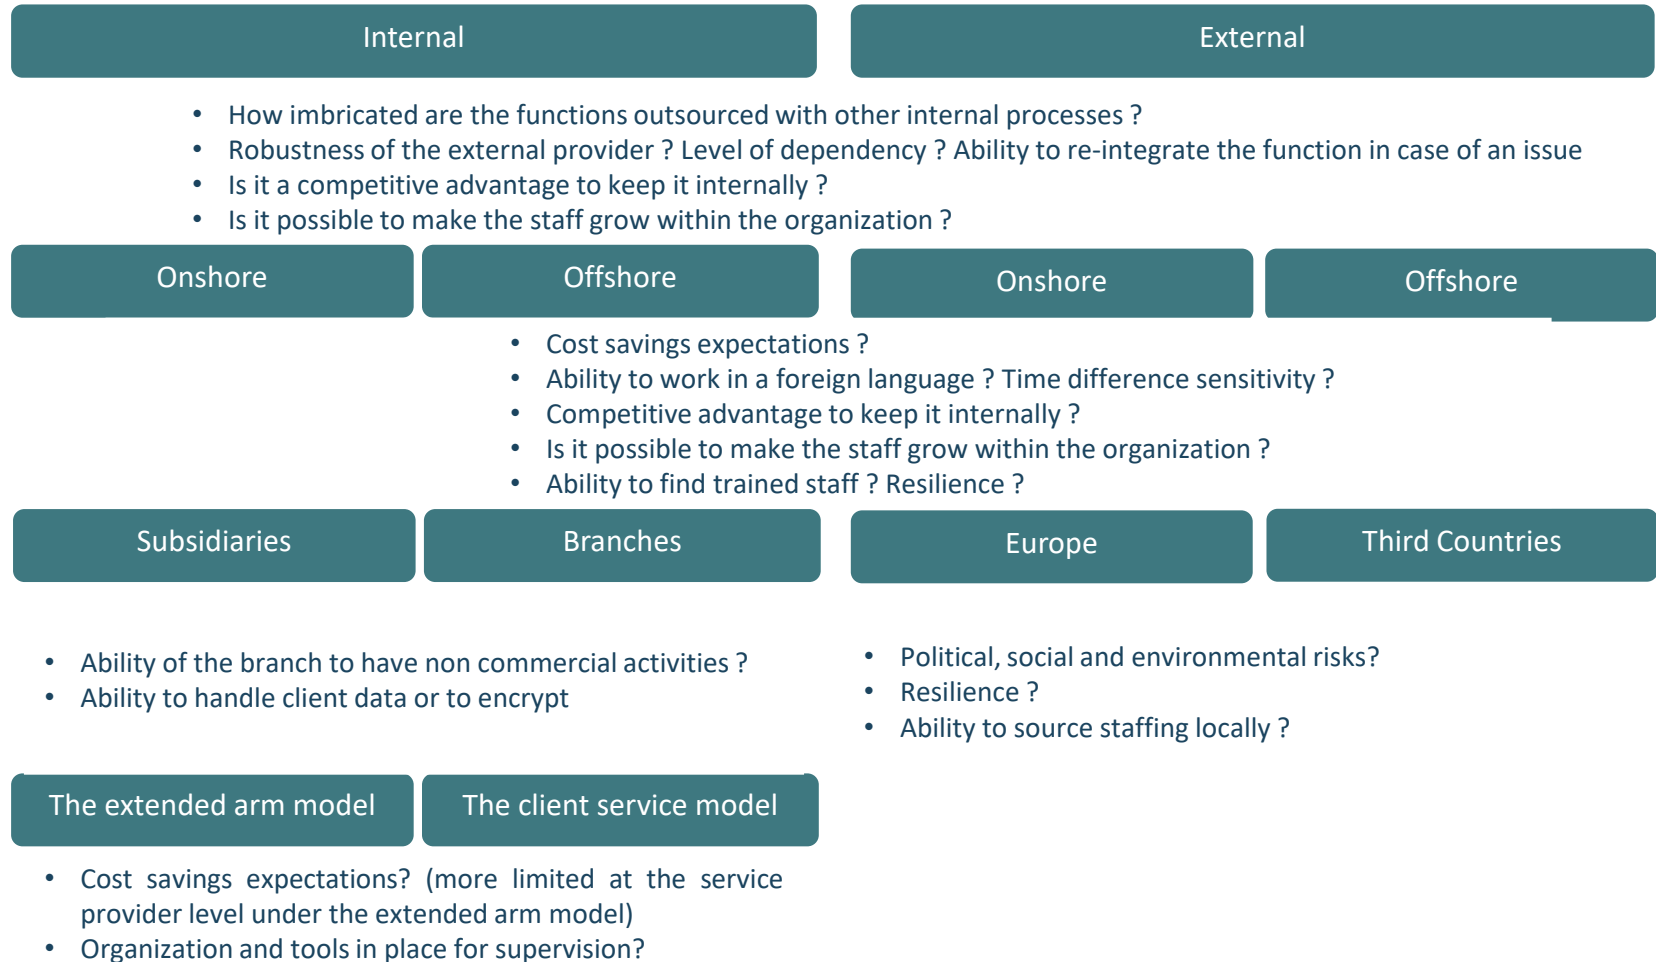 Internal
External
• How imbricated are the functions outsourced with other internal processes ?
• Robustness of the external provider ? Level of dependency ? Ability to re-integrate the function in case of an issue
• Is it a competitive advantage to keep it internally ?
• Is it possible to make the staff grow within the organization ?
Onshore
Offshore
Onshore
Offshore
• Cost savings expectations ?
• Ability to work in a foreign language ? Time difference sensitivity ?
• Competitive advantage to keep it internally ?
• Is it possible to make the staff grow within the organization ?
• Ability to find trained staff ? Resilience ?
Subsidiaries
Branches
Europe
Third Countries
• Ability of the branch to have non commercial activities ?
• Ability to handle client data or to encrypt
• Political, social and environmental risks?
• Resilience ?
• Ability to source staffing locally ?
The extended arm model
The client service model
• Cost savings expectations? (more limited at the service
provider level under the extended arm model)
• Organization and tools in place for supervision?